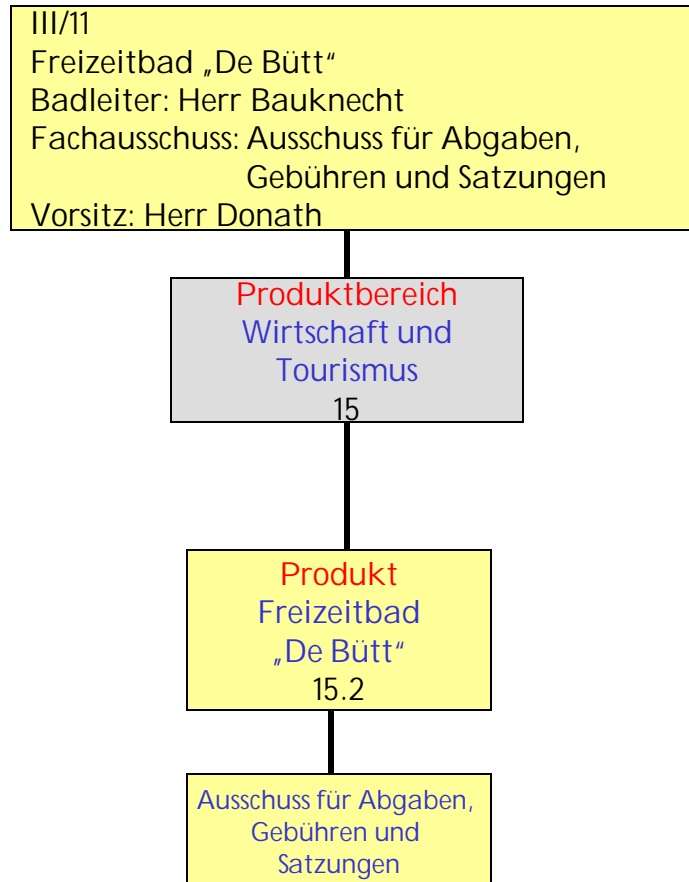 III/11
Freizeitbad „De Bütt“
Badleiter: Herr Bauknecht
Fachausschuss: Ausschuss für Abgaben,
Gebühren und Satzungen
Vorsitz: Herr Donath
Produktbereich
Wirtschaft und
Tourismus
15
Produkt
Freizeitbad
„De Bütt“
15.2
Ausschuss für Abgaben,
Gebühren und
Satzungen